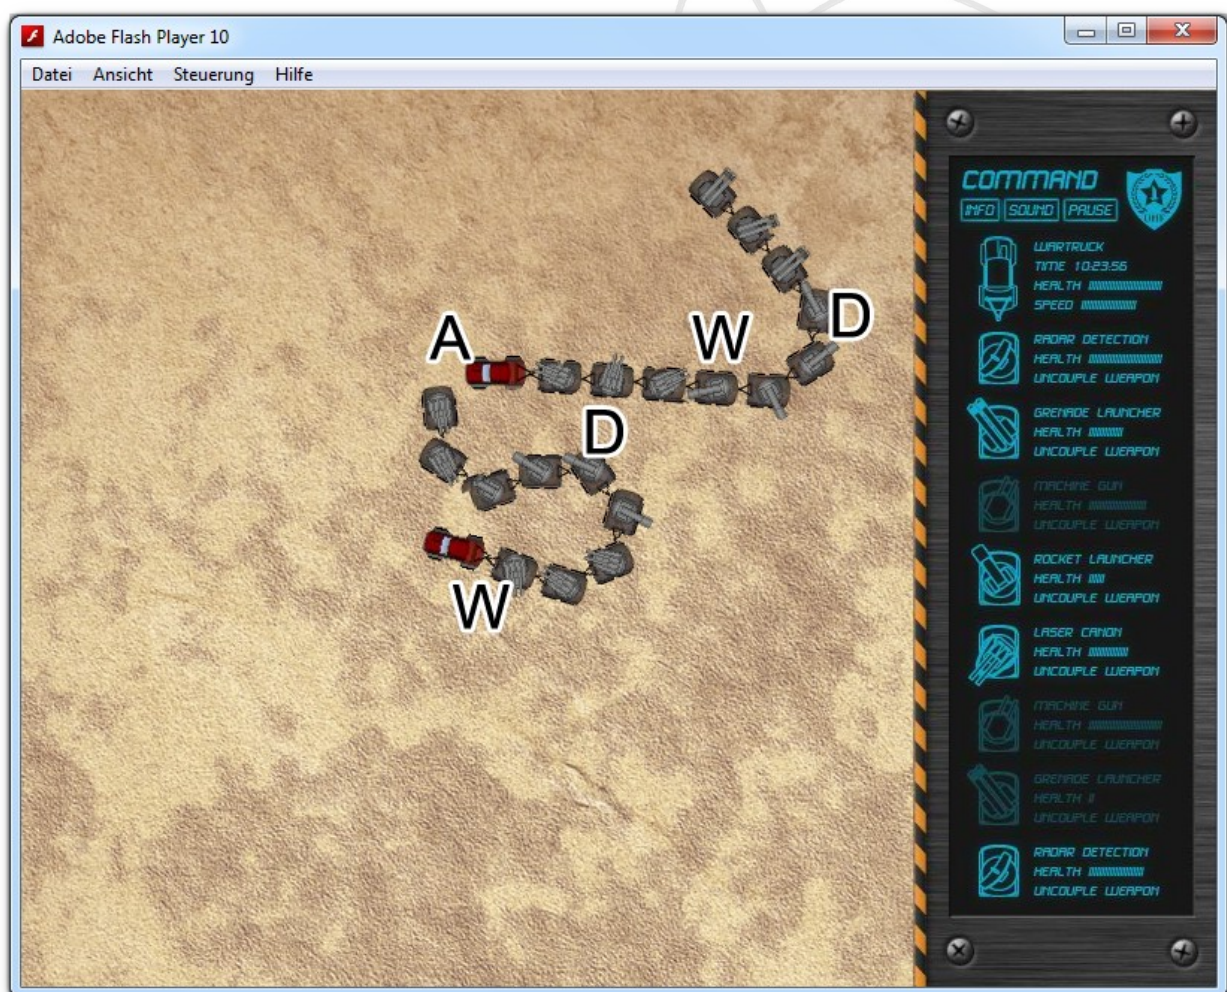 Adobe Flash Player 10
Datei Ansicht Steuerung Hilfe
A
W
D
D
W
COMMAND
INFO SOUND PAUSE
WARTRUCK
TIME 10:23:56
HEALTH
SPEED
RADAR DETECTION
HEALTH
UNCOUPLE WEAPON
GRENADE LAUNCHER
HEALTH
UNCOUPLE WEAPON
MACHINE GUN
HEALTH
UNCOUPLE WEAPON
ROCKET LAUNCHER
HEALTH
UNCOUPLE WEAPON
LASER CANON
HEALTH
UNCOUPLE WEAPON
MACHINE GUN
HEALTH
UNCOUPLE WEAPON
GRENADE LAUNCHER
HEALTH
UNCOUPLE WEAPON
RADAR DETECTION
HEALTH
UNCOUPLE WEAPON